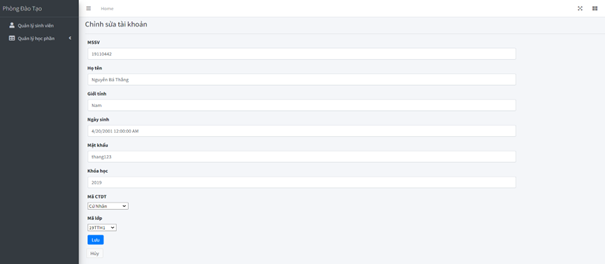 Phòng Đào Tạo
Home
Quản lý sinh viên
Quản lý học phần
Chỉnh sửa tài khoản
MSSV
19110442
Họ tên
Nguyễn Bá Thắng
Giới tính
Nam
Ngày sinh
4/20/2001 12:00:00 AM
Mật khẩu
thang123
Khóa học
2019
Mã CTDT
Cử Nhân
Mã lớp
19TTH1
Lưu
Hủy